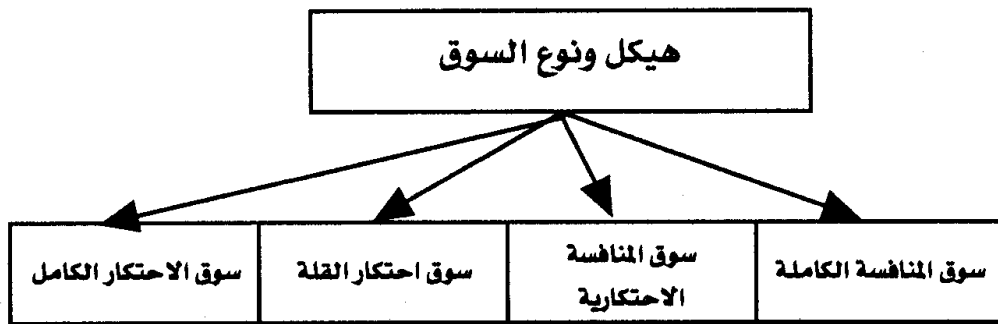 هيكل ونوع السوق
سوق المنافسة الكاملة
سوق المنافسة
الاحتكارية
سوق احتكار القلة
سوق الاحتكار الكامل